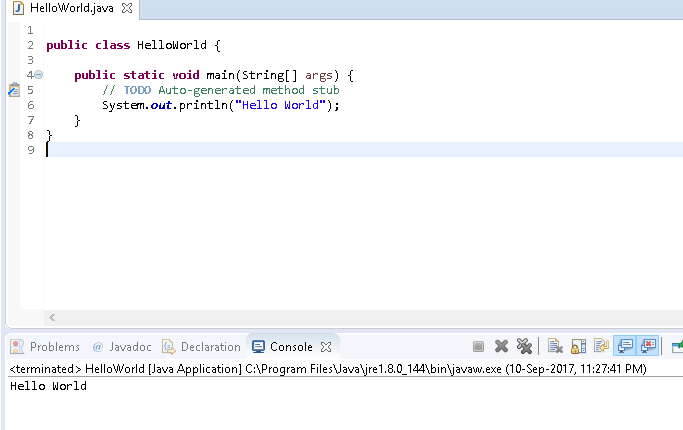 HelloWorld.java
1
2 public class HelloWorld {
3
4 public static void main(String[] args) {
5 // TODO Auto-generated method stub
6 System.out.println("Hello World");
7 }
8 }
9
Problems @ Javadoc Declaration Console
<terminated> HelloWorld [Java Application] C:\Program Files\Java\jre1.8.0_144\bin\javaw.exe (10-Sep-2017, 11:27:41 PM)
Hello World